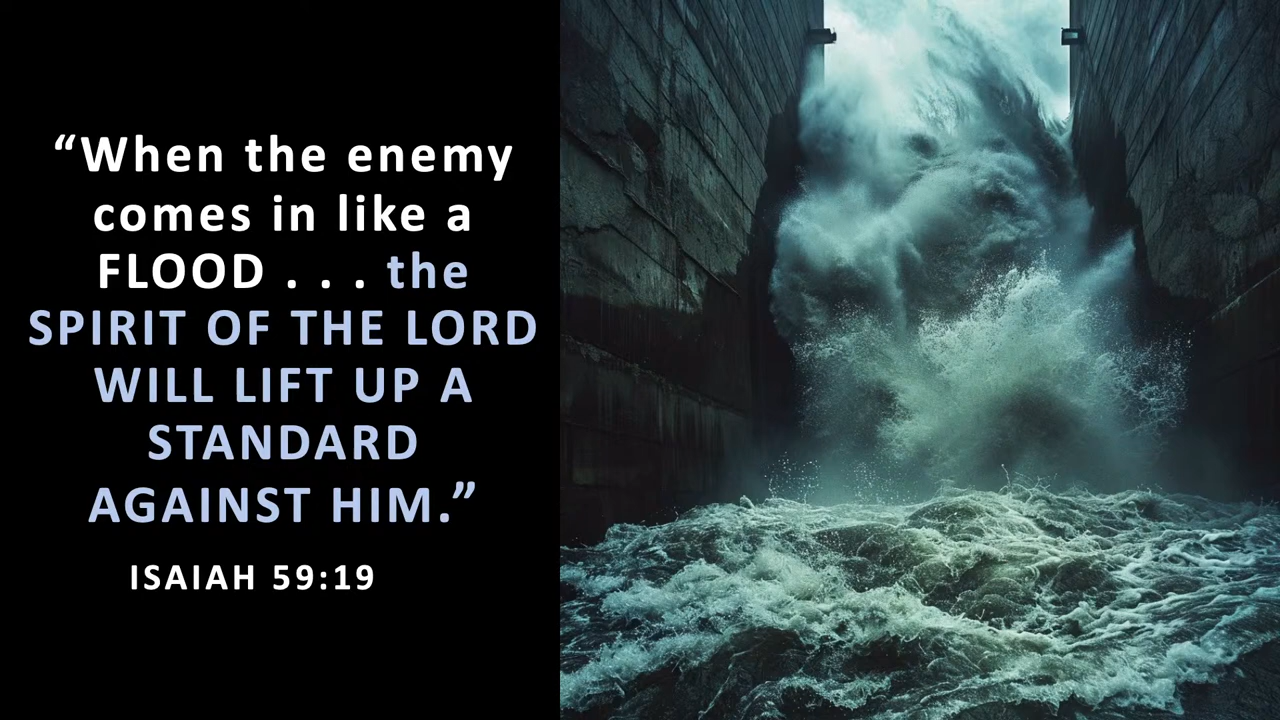 “When the enemy
comes in like a
FLOOD . . . the
SPIRIT OF THE LORD
WILL LIFT UP A
STANDARD
AGAINST HIM.”
ISAIAH 59:19